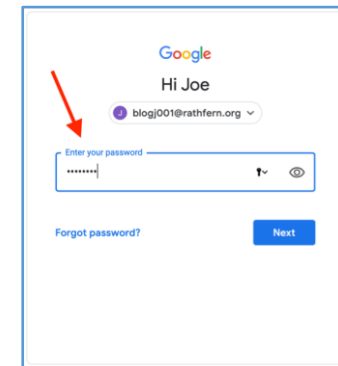 Google
Hi Joe
J blogj001@rathfern.org
Enter your password
••••••••
Forgot password? Next